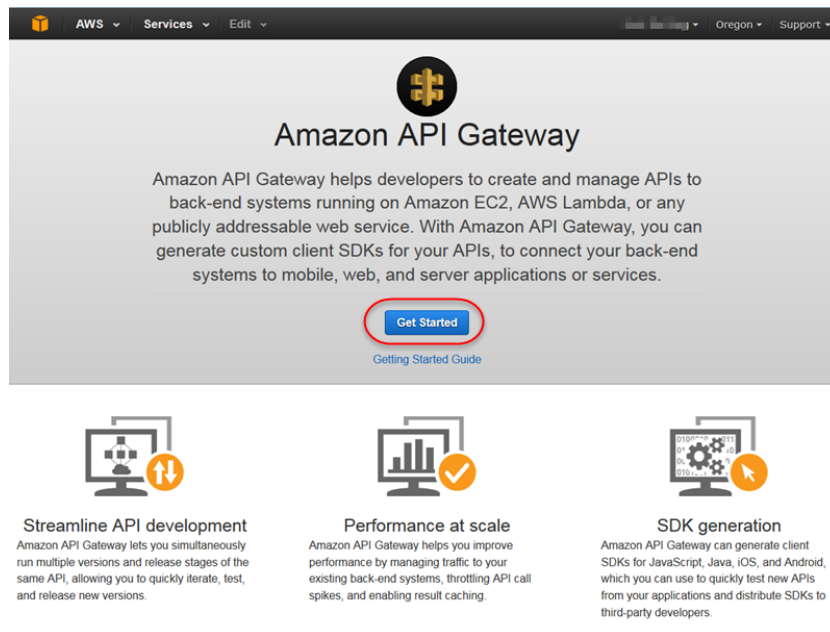 AWS Services Edit Oregon Support
Amazon API Gateway
Amazon API Gateway helps developers to create and manage APIs to
back-end systems running on Amazon EC2, AWS Lambda, or any
publicly addressable web service. With Amazon API Gateway, you can
generate custom client SDKs for your APIs, to connect your back-end
systems to mobile, web, and server applications or services.
Get Started
Getting Started Guide
Streamline API development
Amazon API Gateway lets you simultaneously
run multiple versions and release stages of the
same API, allowing you to quickly iterate, test,
and release new versions.
Performance at scale
Amazon API Gateway helps you improve
performance by managing traffic to your
existing back-end systems, throttling API call
spikes, and enabling result caching.
SDK generation
Amazon API Gateway can generate client
SDKs for JavaScript, Java, iOS, and Android,
which you can use to quickly test new APIs
from your applications and distribute SDKs to
third-party developers.